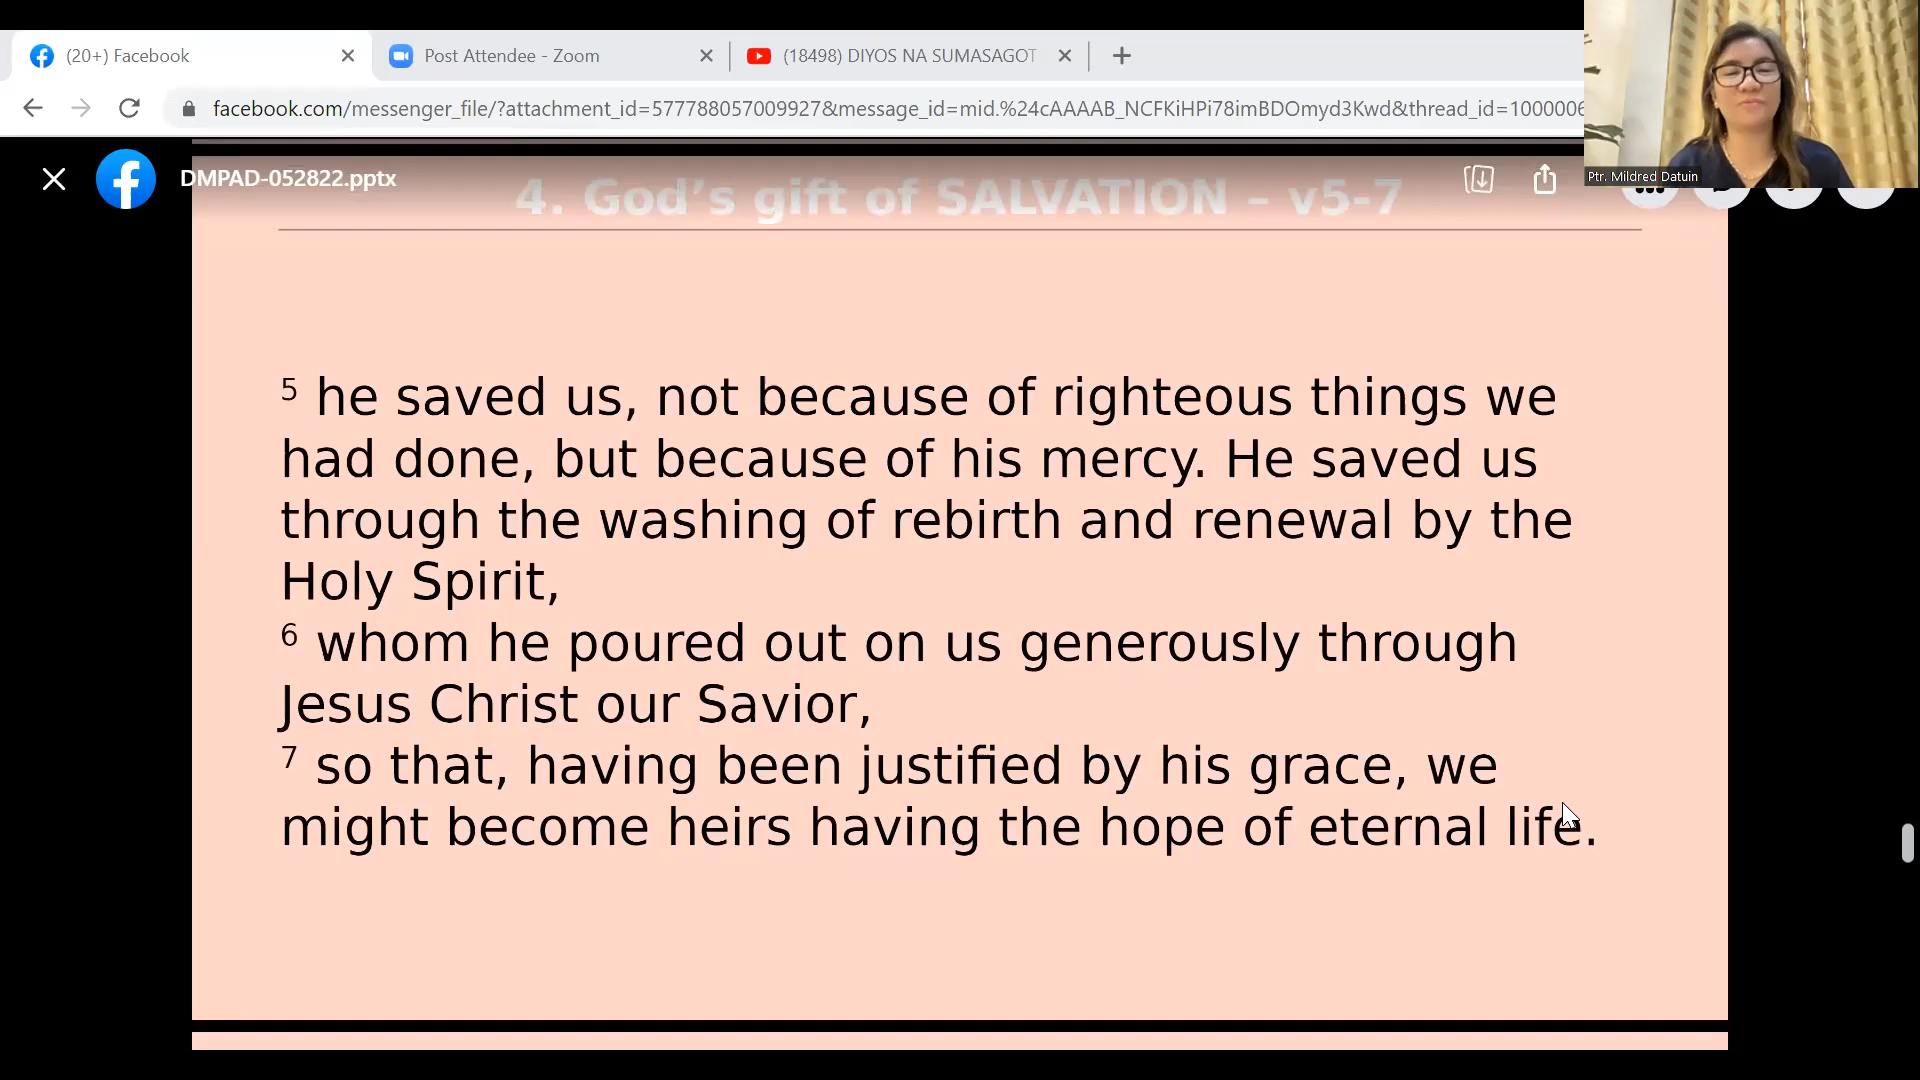 (20+) Facebook
Post Attendee - Zoom
(18498) DIYOS NA SUMASAGOT
facebook.com/messenger_file/?attachment_id=577788057009927&message_id=mid.%24cAAAAB_NCFKiHPi78imBDOmyd3Kwd&thread_id=1000006
Ptr. Mildred Datuin
DMPAD-052822.pptx
4. God’s gift of SALVATION – v5-7
5 he saved us, not because of righteous things we
had done, but because of his mercy. He saved us
through the washing of rebirth and renewal by the
Holy Spirit,
6 whom he poured out on us generously through
Jesus Christ our Savior,
7 so that, having been justified by his grace, we
might become heirs having the hope of eternal life.